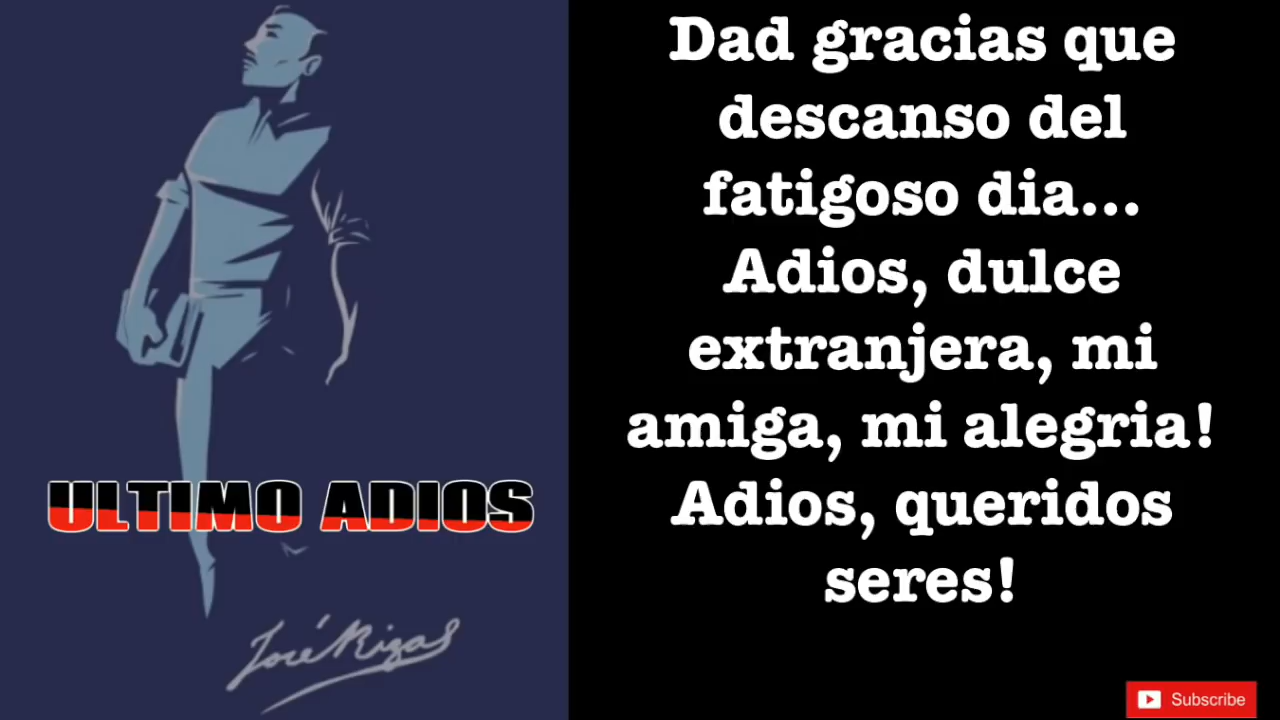 Dad gracias que
descanso del
fatigoso dia...
Adios, dulce
extranjera, mi
amiga, mi alegria!
Adios, queridos
seres!
ULTIMO ADIOS
José Rizal
Subscribe